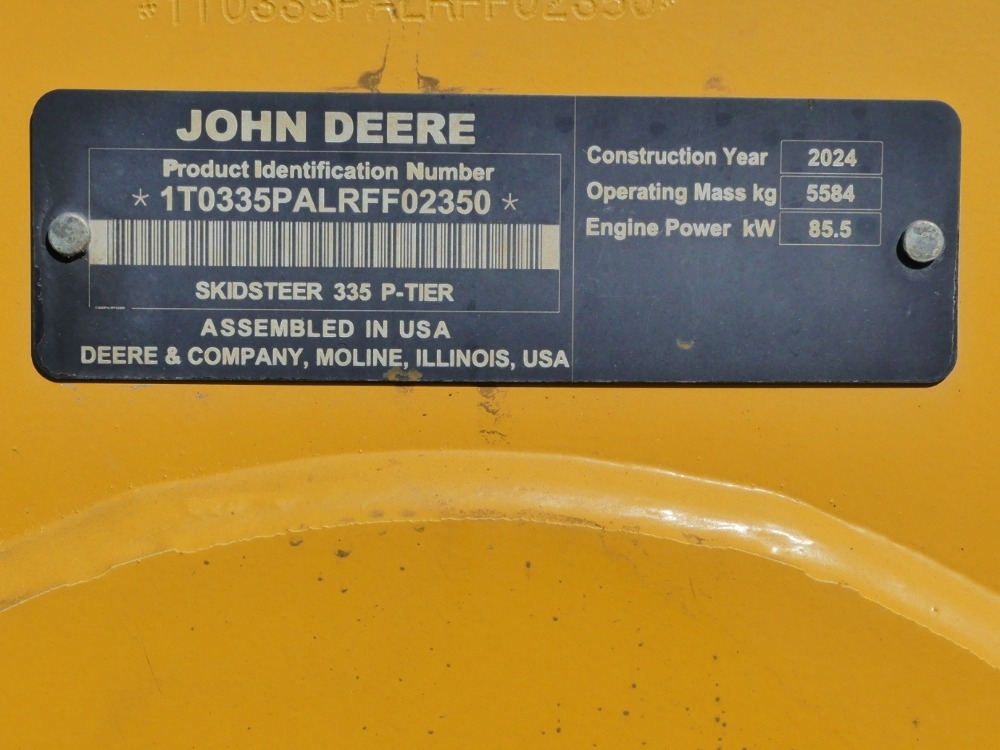 *1T0335PALRFF02350*
JOHN DEERE
Product Identification Number
* 1T0335PALRFF02350 *
SKIDSTEER 335 P-TIER
ASSEMBLED IN USA
DEERE & COMPANY, MOLINE, ILLINOIS, USA
Construction Year 2024
Operating Mass kg 5584
Engine Power kW 85.5